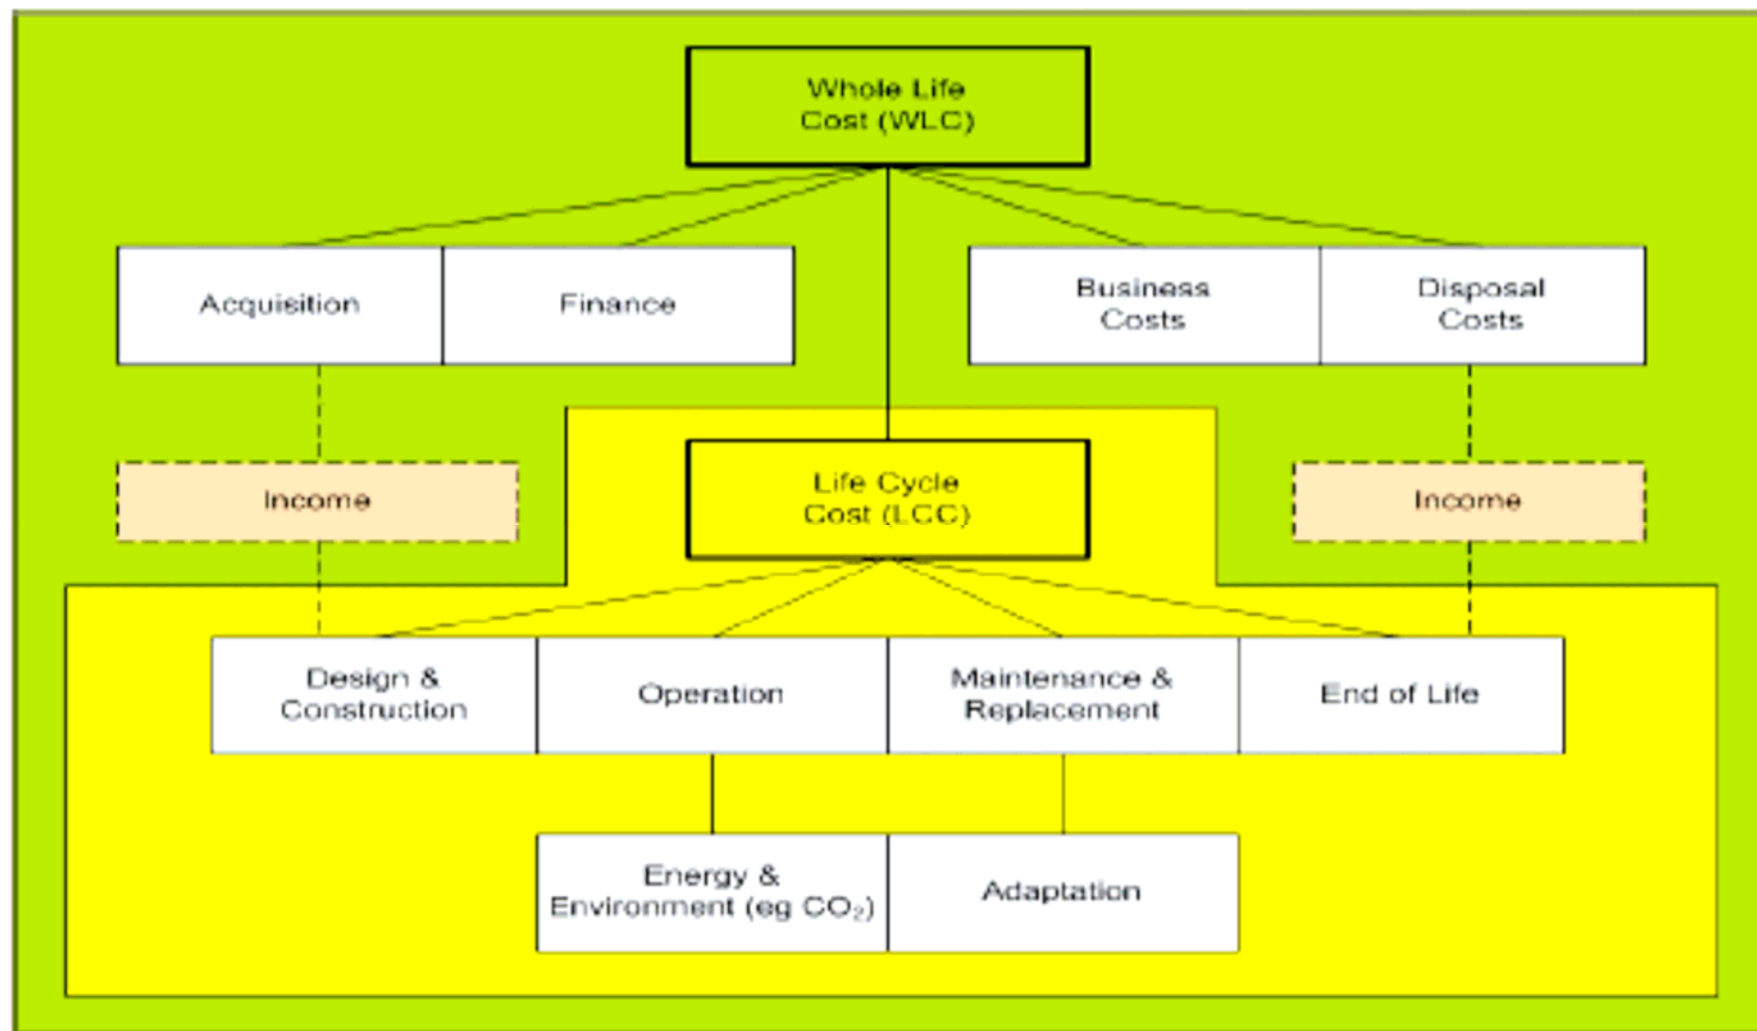 Whole Life
Cost (WLC)
Acquisition
Finance
Business
Costs
Disposal
Costs
Income
Life Cycle
Cost (LCC)
Income
Design &
Construction
Operation
Maintenance &
Replacement
End of Life
Energy &
Environment (eg CO₂)
Adaptation